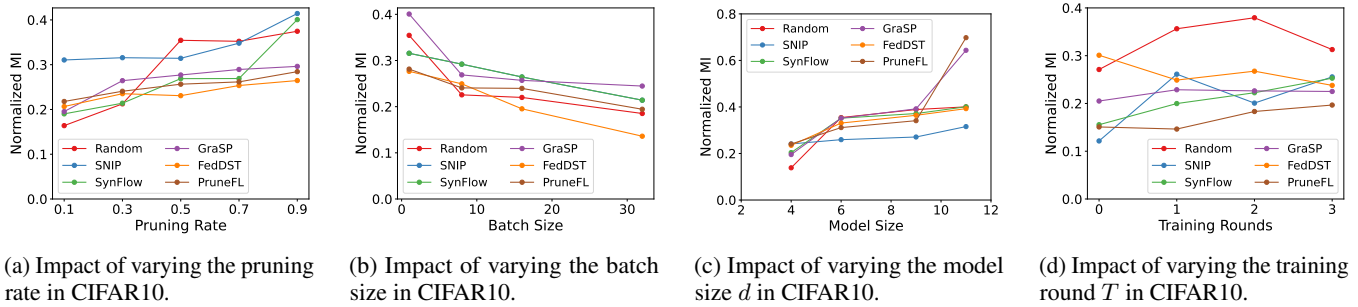 0.4
0.3
0.2
0.1
0.0
Normalized MI
Random
SNIP
SynFlow
GraSP
FedDST
PruneFL
0.1 0.3 0.5 0.7 0.9
Pruning Rate
(a) Impact of varying the pruning
rate in CIFAR10.
0.4
0.3
0.2
0.1
0.0
Normalized MI
Random
SNIP
SynFlow
GraSP
FedDST
PruneFL
0 10 20 30
Batch Size
(b) Impact of varying the batch
size in CIFAR10.
0.8
0.6
0.4
0.2
0.0
Normalized MI
Random
SNIP
SynFlow
GraSP
FedDST
PruneFL
2 4 6 8 10 12
Model Size
(c) Impact of varying the model
size d in CIFAR10.
0.4
0.3
0.2
0.1
0.0
Normalized MI
Random
SNIP
SynFlow
GraSP
FedDST
PruneFL
0 1 2 3
Training Rounds
(d) Impact of varying the training
round T in CIFAR10.